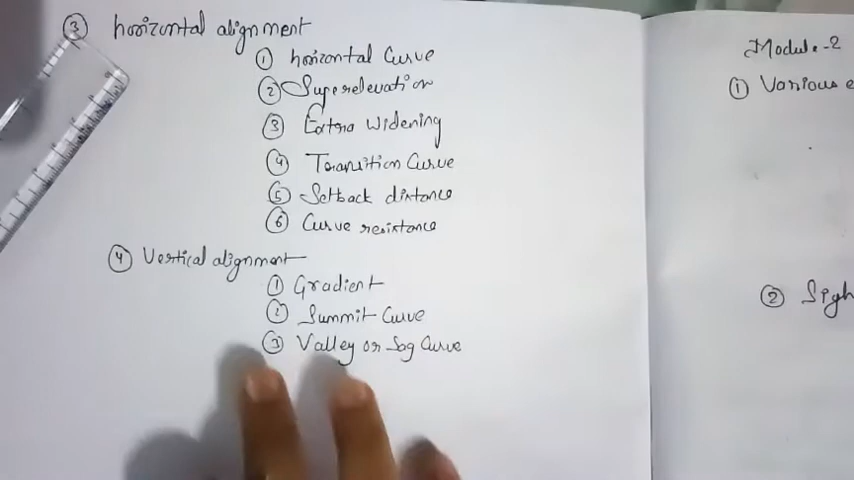 ③ horizontal alignment
① horizontal Curve
② Superelevation
③ Extra Widening
④ Transition Curve
⑤ Setback distance
⑥ Curve resistance
④ Vertical alignment
① Gradient
② Summit Curve
③ Valley or Sag Curve
Module-2
① Various
②